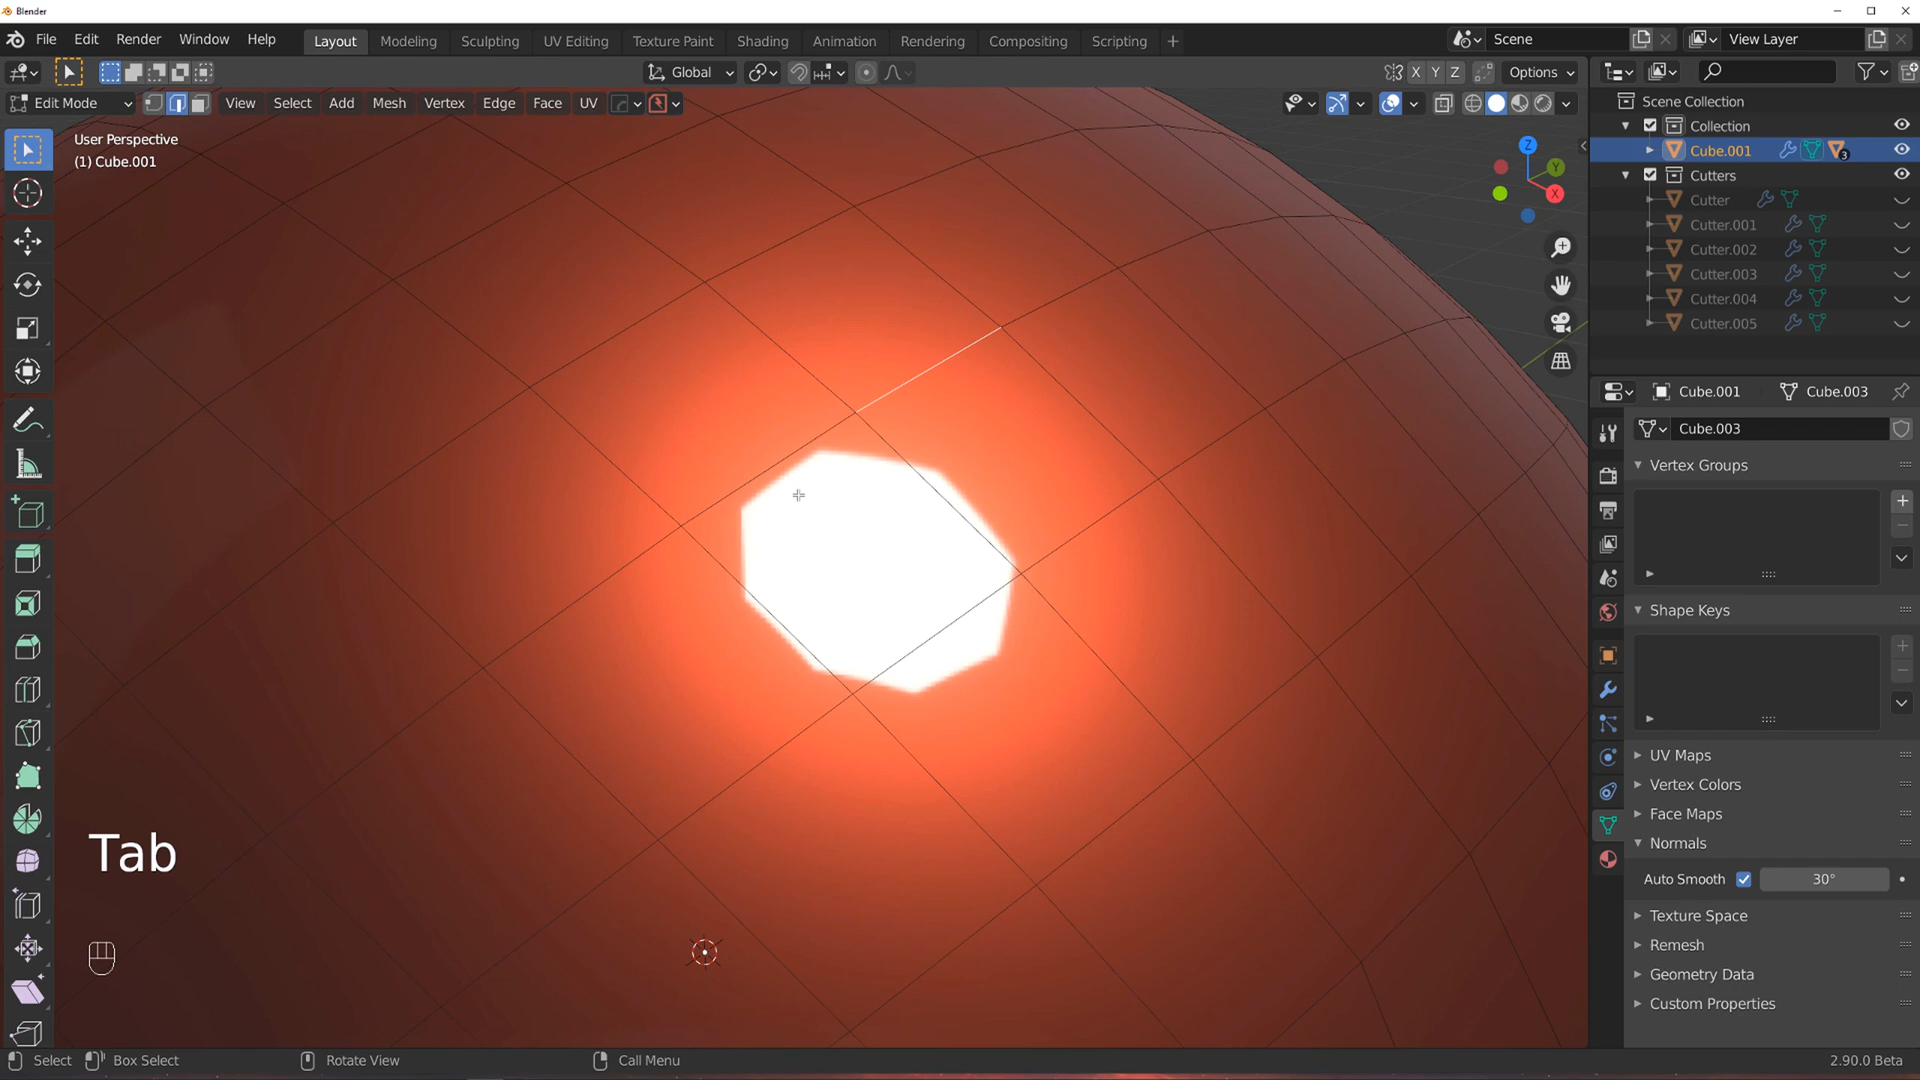 Blender
File Edit Render Window Help Layout Modeling Sculpting UV Editing Texture Paint Shading Animation Rendering Compositing Scripting + Scene View Layer
Global X Y Z Options
Edit Mode View Select Add Mesh Vertex Edge Face UV
User Perspective
(1) Cube.001
Z
Y
X
Scene Collection
Collection
Cube.001 3
Cutters
Cutter
Cutter.001
Cutter.002
Cutter.003
Cutter.004
Cutter.005
Cube.001 Cube.003
Cube.003
Vertex Groups
Shape Keys
UV Maps
Vertex Colors
Face Maps
Normals
Auto Smooth 30°
Texture Space
Remesh
Geometry Data
Custom Properties
Tab
Select Box Select Rotate View Call Menu 2.90.0 Beta